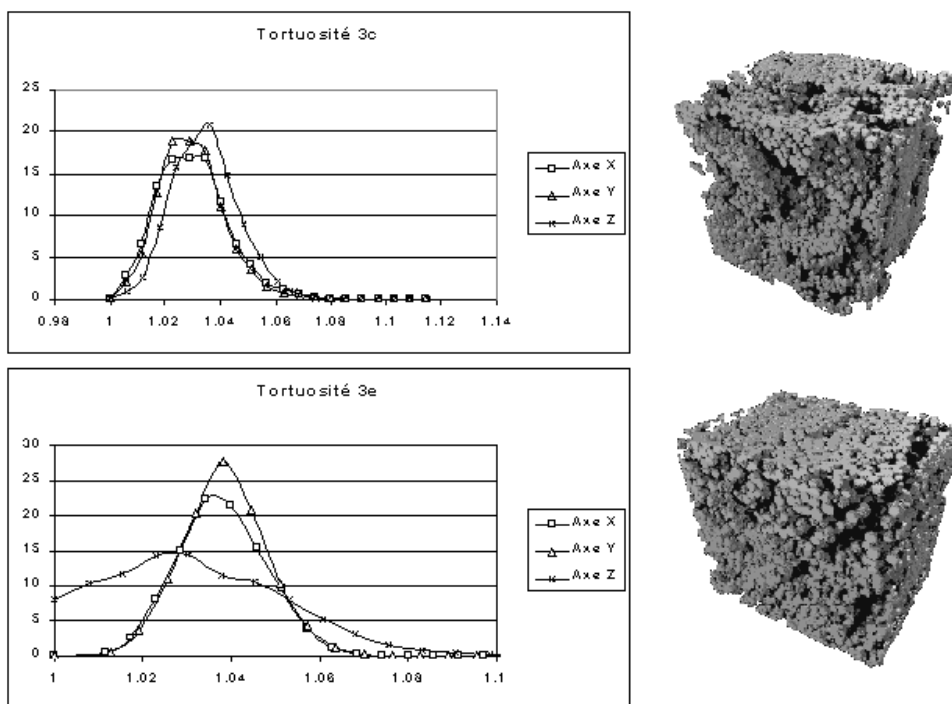 Tortuosité 3c
25
20
15
10
5
0
0.98 1 1.02 1.04 1.06 1.08 1.1 1.12 1.14
Axe X
Axe Y
Axe Z
Tortuosité 3e
30
25
20
15
10
5
0
1 1.02 1.04 1.06 1.08 1.1
Axe X
Axe Y
Axe Z